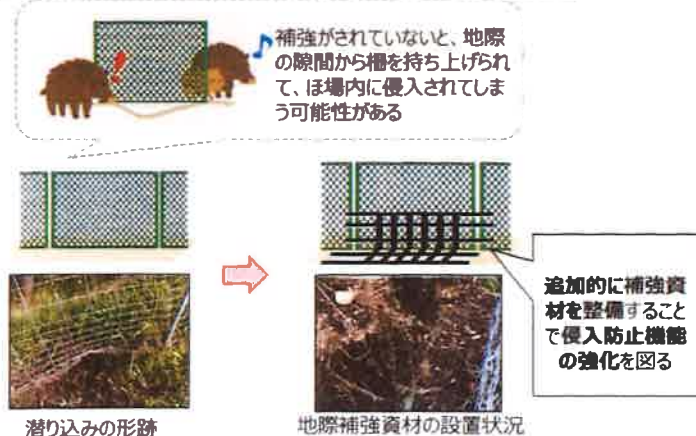 補強がされていないと、地際
の隙間から柵を持ち上げられ
て、ほ場内に侵入されてしま
う可能性がある
追加的に補強資
材を整備すること
で侵入防止機能
の強化を図る
潜り込みの形跡
地際補強資材の設置状況